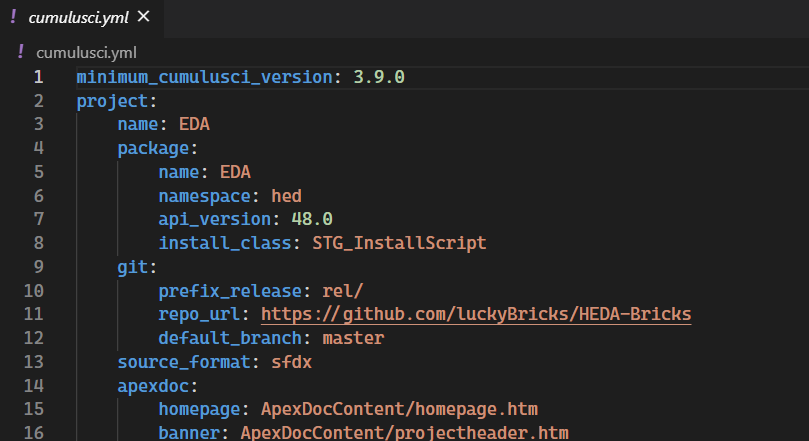 ! cumulusci.yml ✕
! cumulusci.yml
1 minimum_cumulusci_version: 3.9.0
2 project:
3 name: EDA
4 package:
5 name: EDA
6 namespace: hed
7 api_version: 48.0
8 install_class: STG_InstallScript
9 git:
10 prefix_release: rel/
11 repo_url: https://github.com/luckyBricks/HEDA-Bricks
12 default_branch: master
13 source_format: sfdx
14 apexdoc:
15 homepage: ApexDocContent/homepage.htm
16 banner: ApexDocContent/projectheader.htm